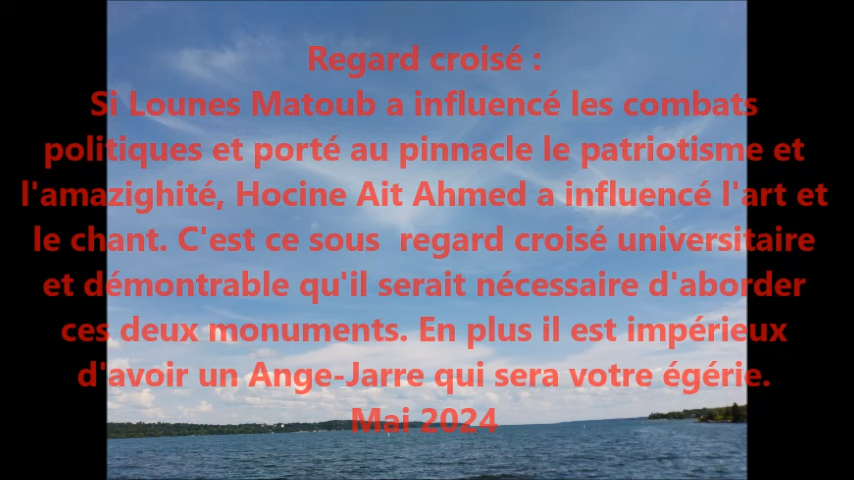 Regard croisé :
Si Lounes Matoub a influencé les combats
politiques et porté au pinnacle le patriotisme et
l'amazighité, Hocine Ait Ahmed a influencé l'art et
le chant. C'est ce sous  regard croisé universitaire
et démontrable qu'il serait nécessaire d'aborder
ces deux monuments. En plus il est impérieux
d'avoir un Ange-Jarre qui sera votre égérie.
Mai 2024